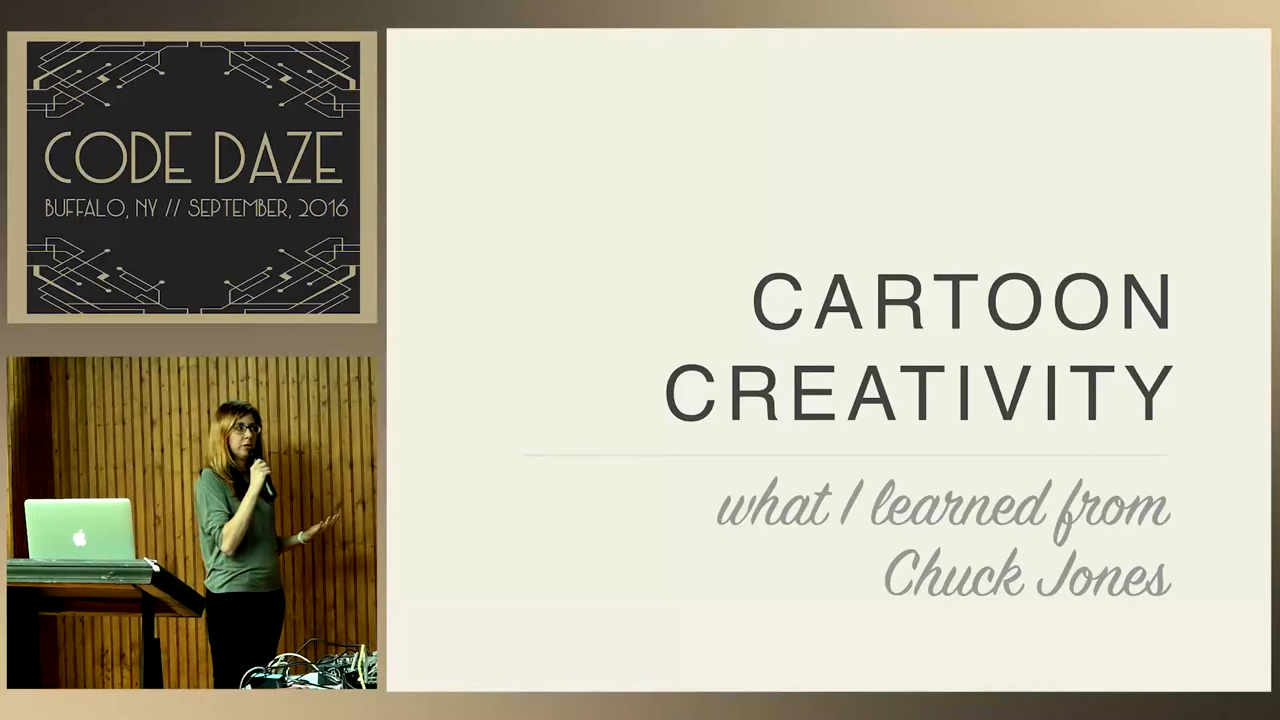 CODE DAZE
BUFFALO, NY // SEPTEMBER, 2016
CARTOON
CREATIVITY
what I learned from
Chuck Jones